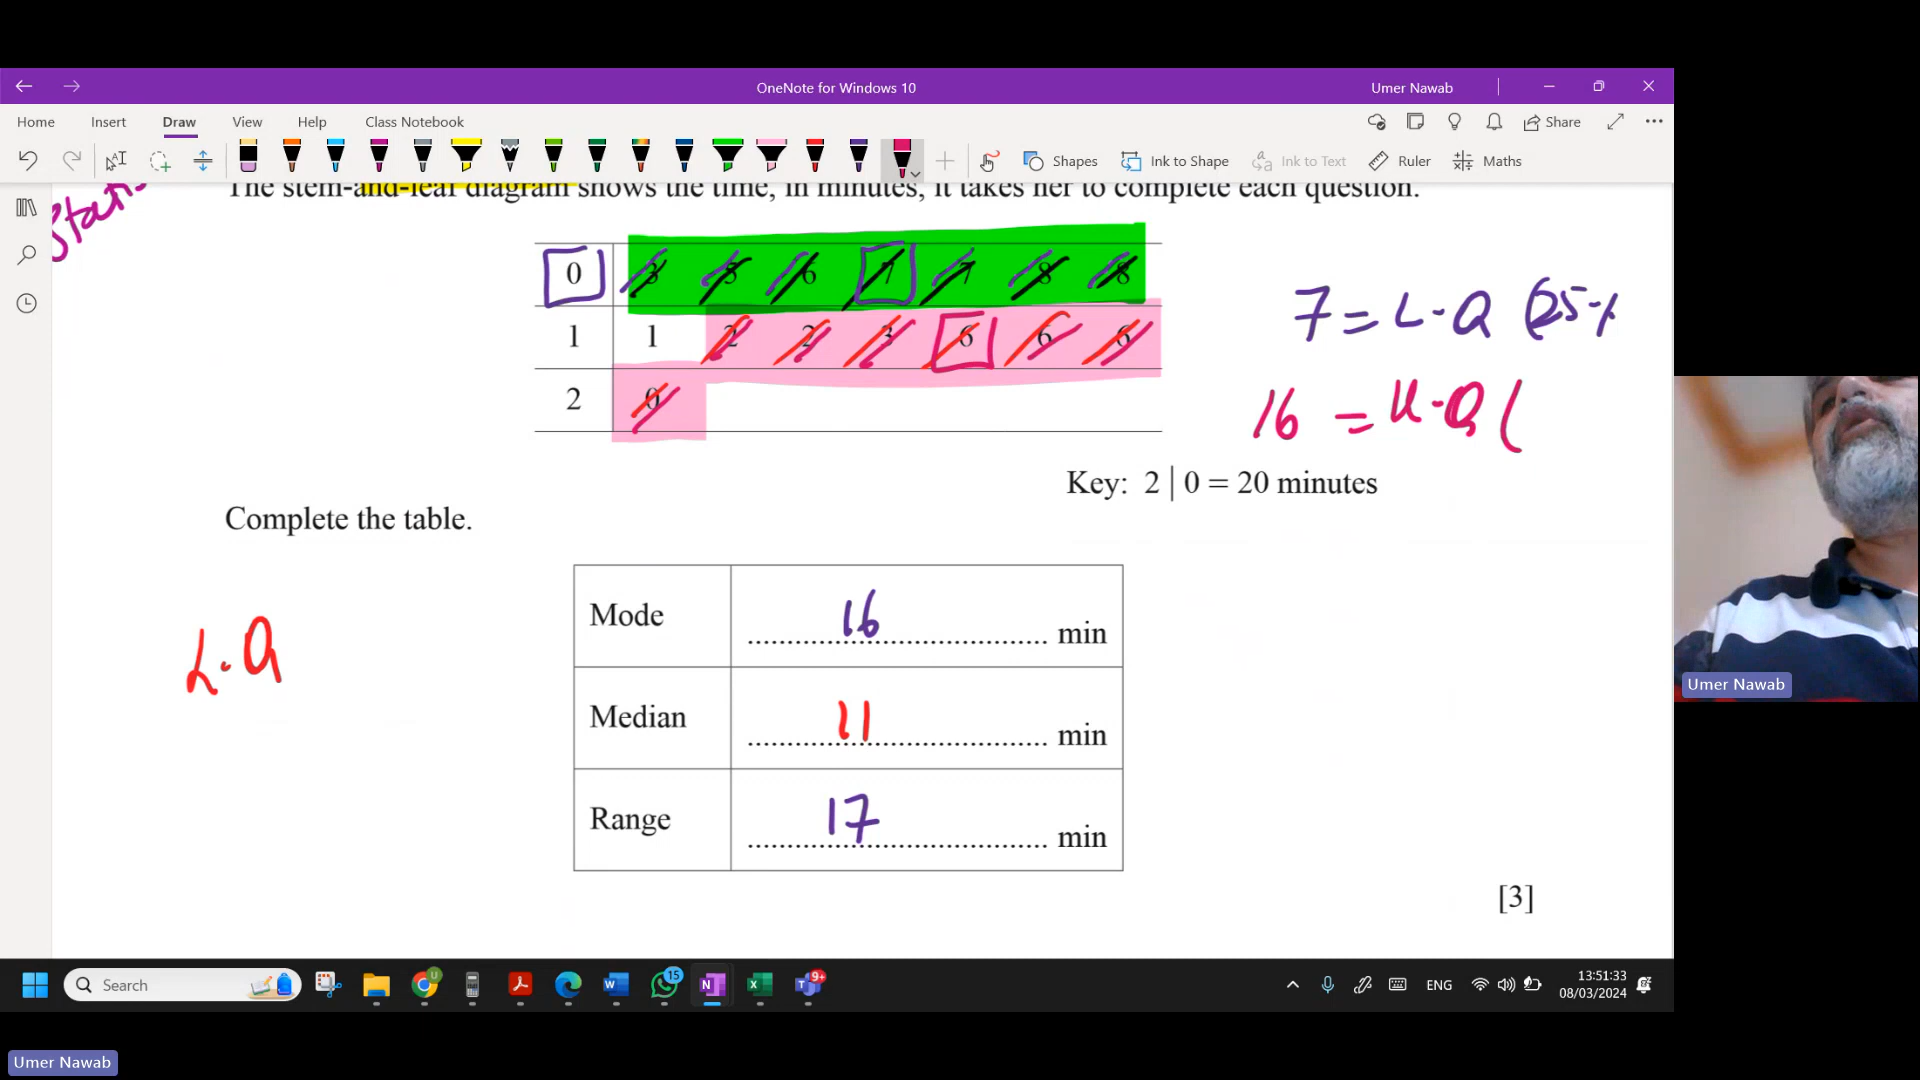 OneNote for Windows 10
Umer Nawab
Home Insert Draw View Help Class Notebook
Share
Shapes Ink to Shape Ink to Text Ruler Maths
The stem-and-leaf diagram shows the time, in minutes, it takes her to complete each question.
0 3 5 6 7 7 8 8
1 1 2 2 3 6 6 6
2 0
7 = L.Q (25%
16 = U.Q (
Key: 2 | 0 = 20 minutes
Complete the table.
Mode 16 min
L.Q
Median 11 min
Range 17 min
[3]
Umer Nawab
Search
15
9+
ENG
13:51:33
08/03/2024
Umer Nawab